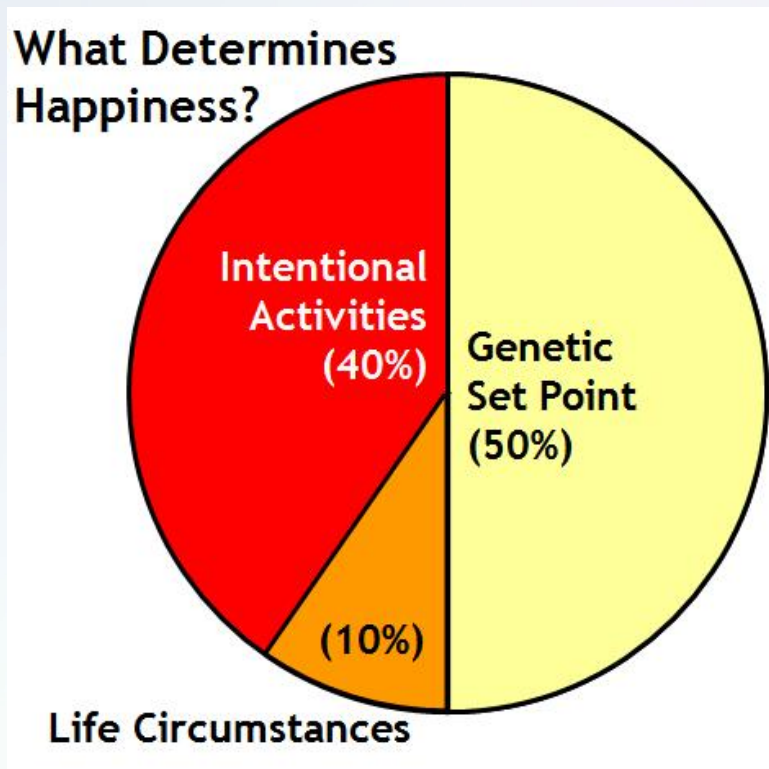 What Determines
Happiness?
Intentional
Activities
(40%)
Genetic
Set Point
(50%)
(10%)
Life Circumstances